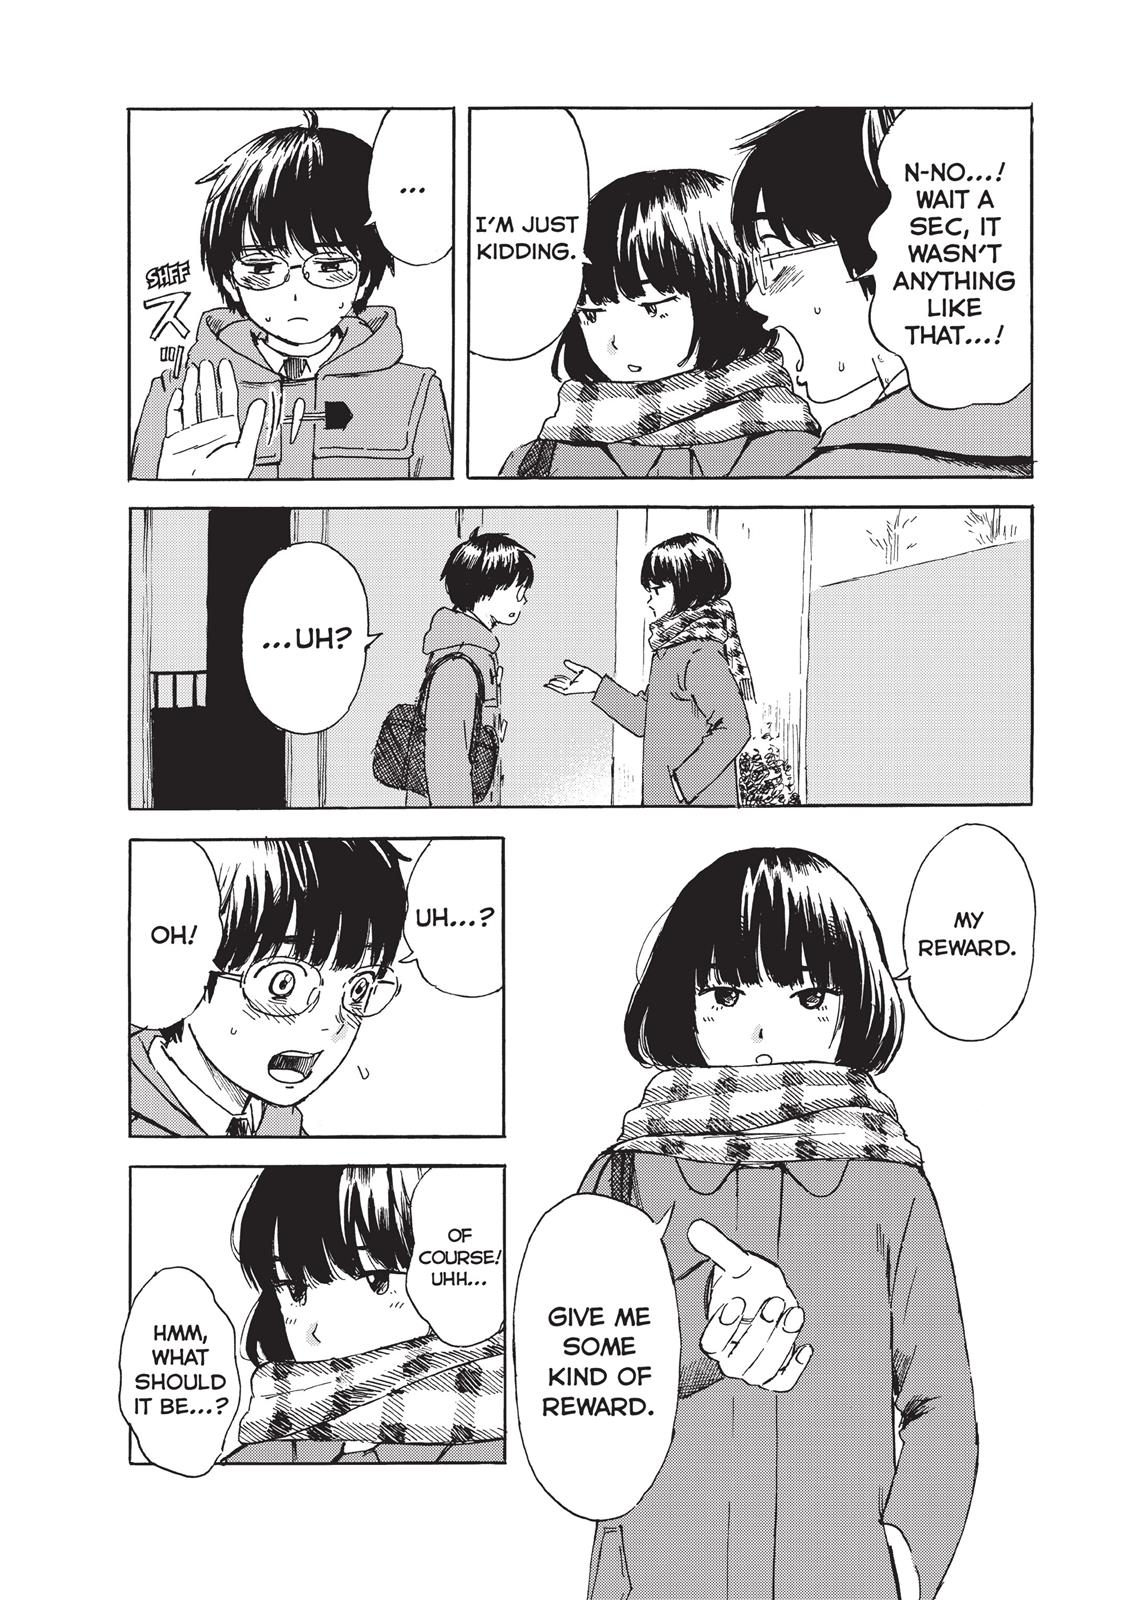 N-NO...!
WAIT A
SEC, IT
WASN'T
ANYTHING
LIKE
THAT...!
I'M JUST
KIDDING.
...
SHFF
スッ
...UH?
MY
REWARD.
GIVE ME
SOME
KIND OF
REWARD.
UH...?
OH!
OF
COURSE!
UHH...
HMM,
WHAT
SHOULD
IT BE...?